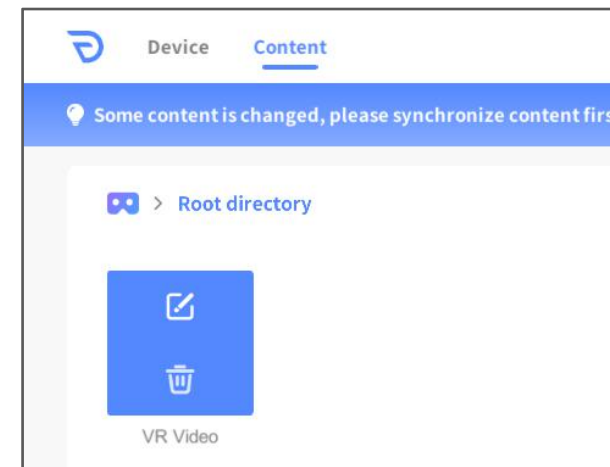 Device Content
Some content is changed, please synchronize content firs
> Root directory
VR Video